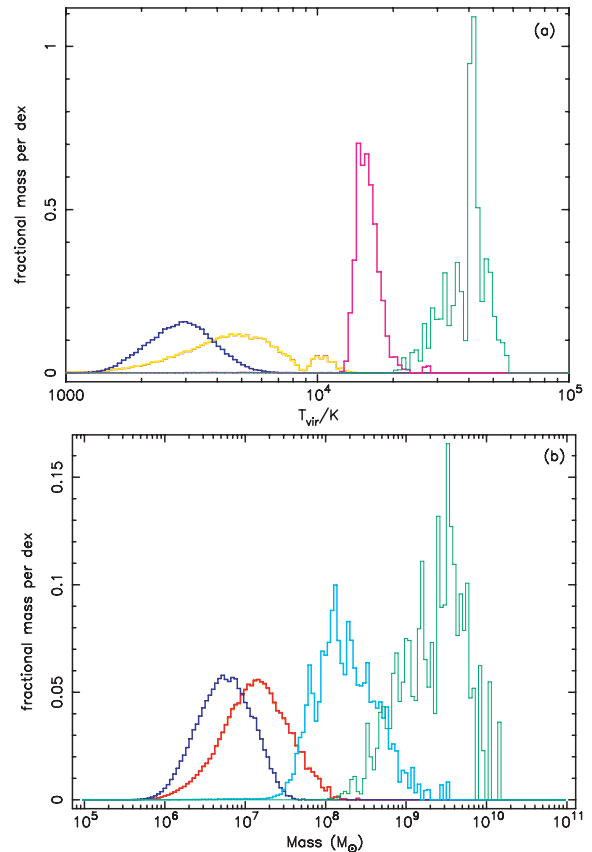 (a)
fractional mass per dex
1
0.5
0
1000
10⁴
10⁵
T_vir/K
(b)
fractional mass per dex
0.15
0.1
0.05
0
10⁵
10⁶
10⁷
10⁸
10⁹
10¹⁰
10¹¹
Mass (M☉)